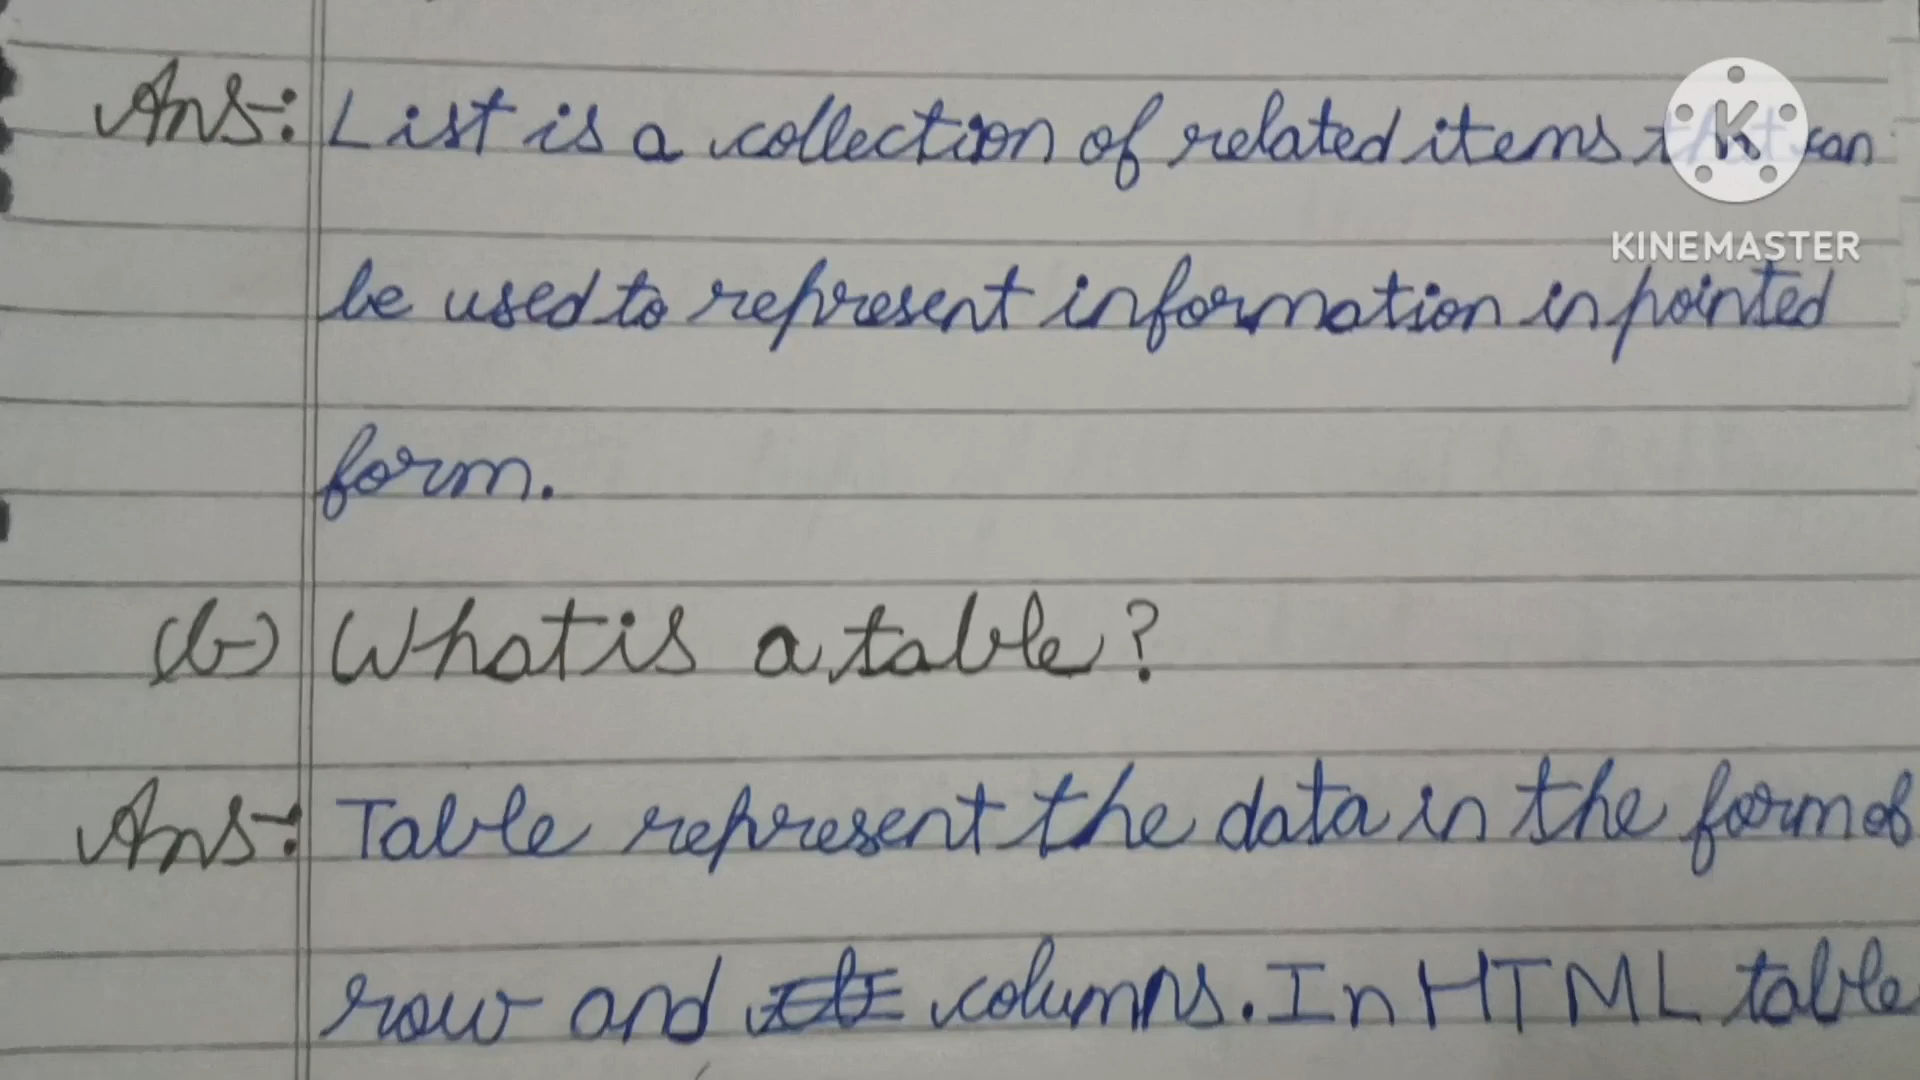 Ans-: List is a collection of related items that can
KINEMASTER
be used to represent information in pointed
form.
(b) What is a table?
Ans-: Table represent the data in the form of
row and columns. In HTML table